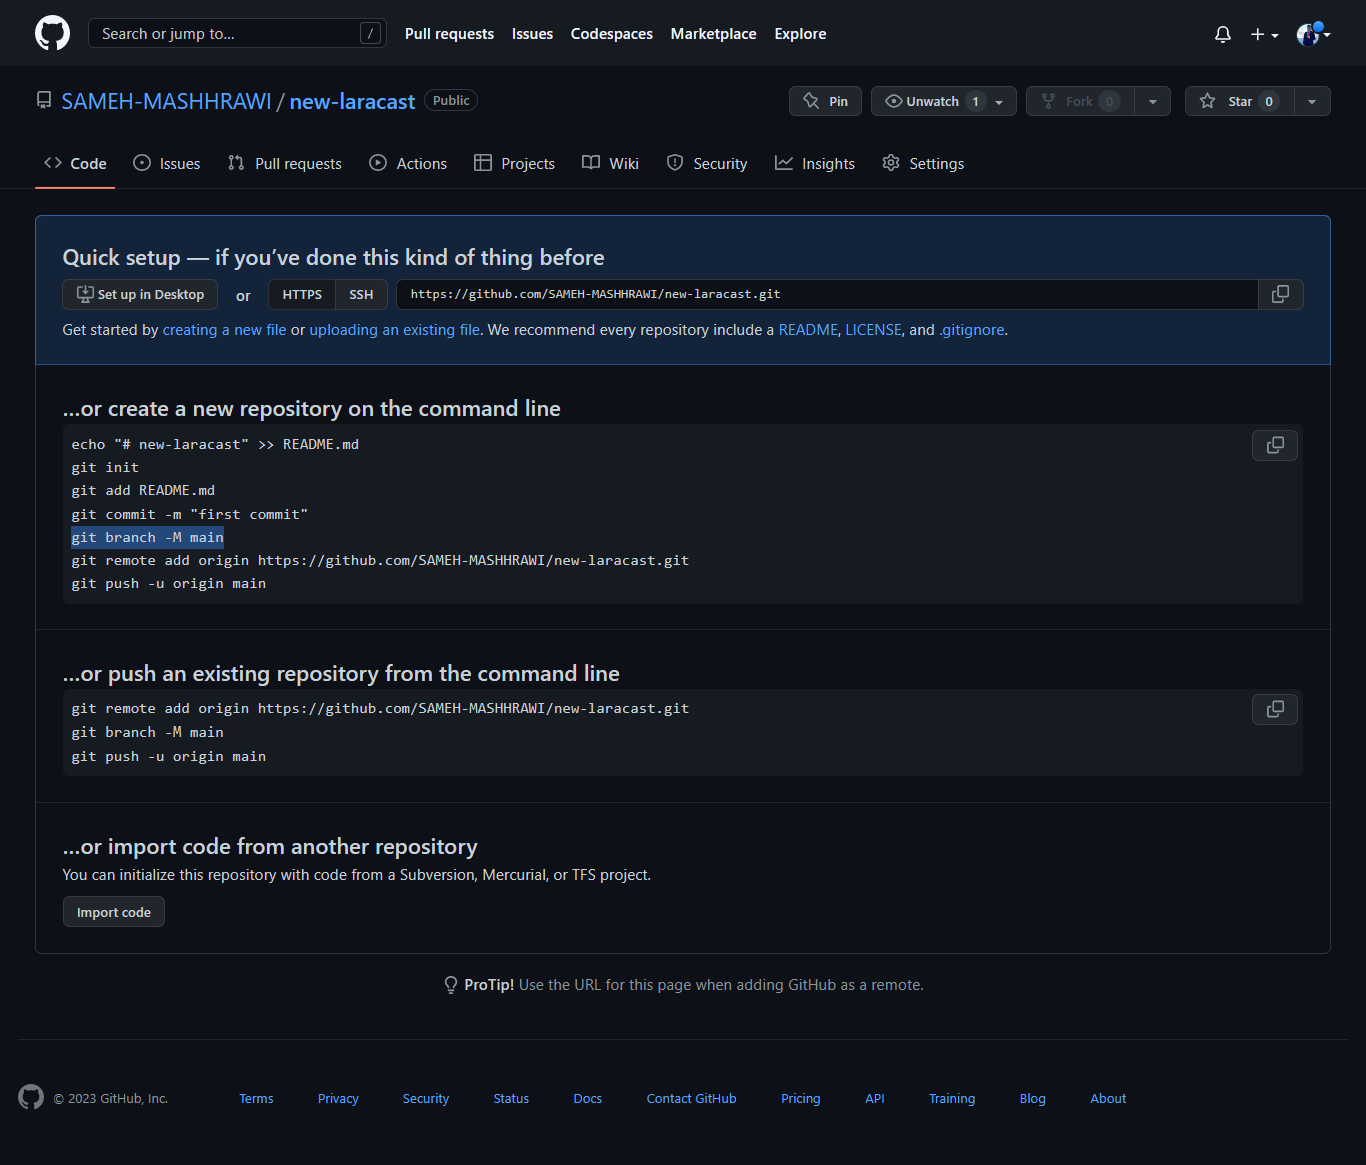 Search or jump to... / Pull requests Issues Codespaces Marketplace Explore
SAMEH-MASHHRAWI / new-laracast Public Pin Unwatch 1 Fork 0 Star 0
Code Issues Pull requests Actions Projects Wiki Security Insights Settings
Quick setup — if you’ve done this kind of thing before
Set up in Desktop or HTTPS SSH https://github.com/SAMEH-MASHHRAWI/new-laracast.git
Get started by creating a new file or uploading an existing file. We recommend every repository include a README, LICENSE, and .gitignore.
…or create a new repository on the command line
echo "# new-laracast" >> README.md
git init
git add README.md
git commit -m "first commit"
git branch -M main
git remote add origin https://github.com/SAMEH-MASHHRAWI/new-laracast.git
git push -u origin main
…or push an existing repository from the command line
git remote add origin https://github.com/SAMEH-MASHHRAWI/new-laracast.git
git branch -M main
git push -u origin main
…or import code from another repository
You can initialize this repository with code from a Subversion, Mercurial, or TFS project.
Import code
ProTip! Use the URL for this page when adding GitHub as a remote.
© 2023 GitHub, Inc. Terms Privacy Security Status Docs Contact GitHub Pricing API Training Blog About